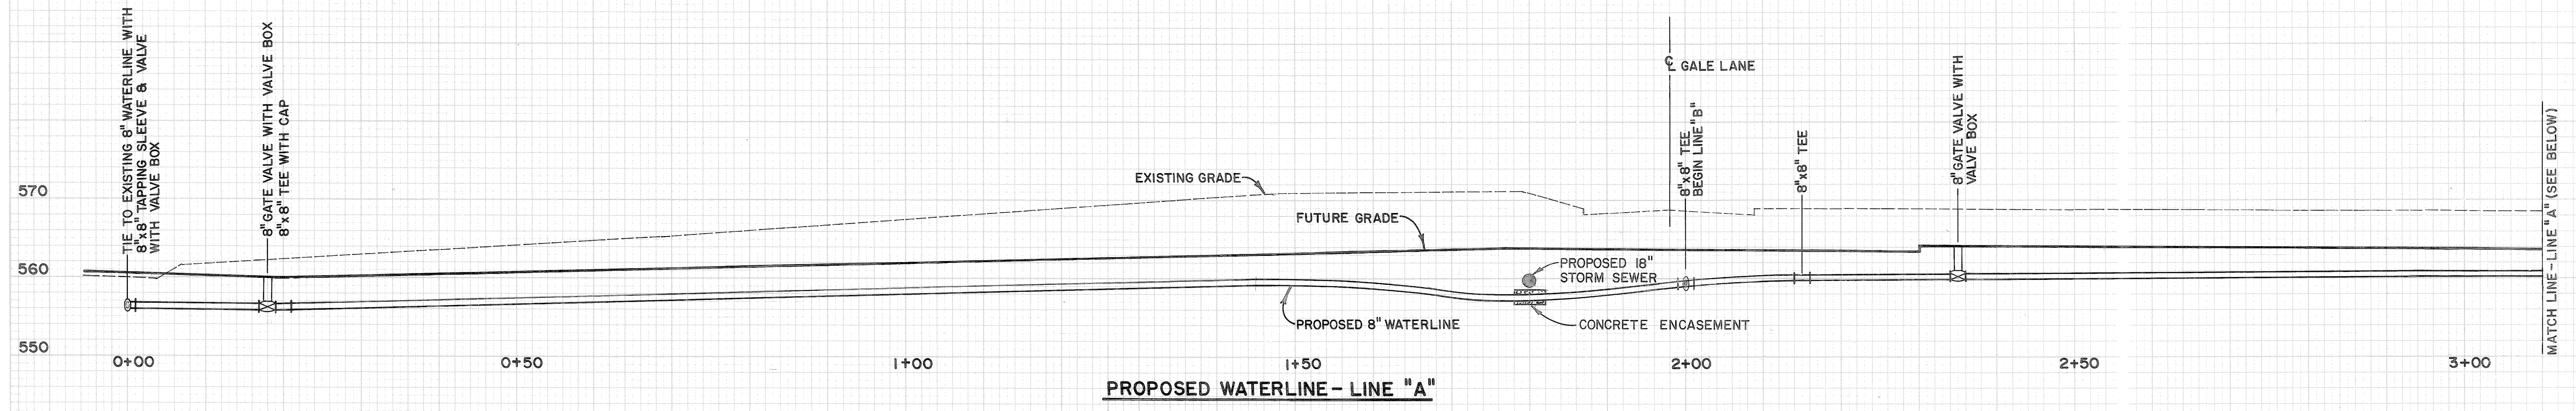 TIE TO EXISTING 8" WATERLINE WITH
8"x8" TAPPING SLEEVE & VALVE
WITH VALVE BOX
8" GATE VALVE WITH VALVE BOX
8"x8" TEE WITH CAP
EXISTING GRADE
FUTURE GRADE
℄ GALE LANE
8"x8" TEE
BEGIN LINE "B"
8"x8" TEE
8" GATE VALVE WITH
VALVE BOX
MATCH LINE-LINE "A" (SEE BELOW)
PROPOSED 18"
STORM SEWER
PROPOSED 8" WATERLINE
CONCRETE ENCASEMENT
570
560
550
0+00
0+50
1+00
1+50
2+00
2+50
3+00
PROPOSED WATERLINE - LINE "A"